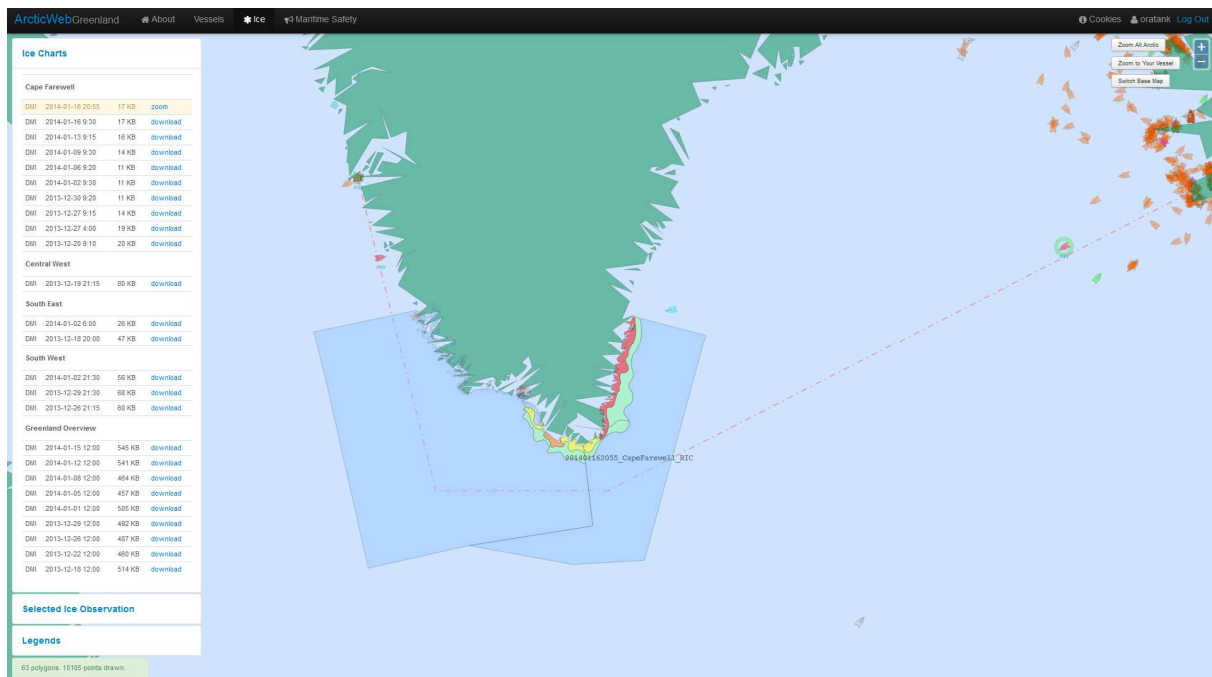 ArcticWebGreenland About Vessels Ice Maritime Safety Cookies oratank Log Out
Ice Charts
Cape Farewell
DMI 2014-01-16 20:55 17 KB zoom
DMI 2014-01-16 9:30 17 KB download
DMI 2014-01-13 9:15 16 KB download
DMI 2014-01-09 9:30 14 KB download
DMI 2014-01-06 9:20 11 KB download
DMI 2014-01-02 9:30 11 KB download
DMI 2013-12-30 9:20 11 KB download
DMI 2013-12-27 9:15 14 KB download
DMI 2013-12-27 4:00 19 KB download
DMI 2013-12-20 9:10 20 KB download
Central West
DMI 2013-12-19 21:15 80 KB download
South East
DMI 2014-01-02 6:00 26 KB download
DMI 2013-12-18 20:00 47 KB download
South West
DMI 2014-01-02 21:30 56 KB download
DMI 2013-12-29 21:30 68 KB download
DMI 2013-12-26 21:15 60 KB download
Greenland Overview
DMI 2014-01-15 12:00 545 KB download
DMI 2014-01-12 12:00 541 KB download
DMI 2014-01-08 12:00 464 KB download
DMI 2014-01-05 12:00 457 KB download
DMI 2014-01-01 12:00 505 KB download
DMI 2013-12-29 12:00 492 KB download
DMI 2013-12-26 12:00 487 KB download
DMI 2013-12-22 12:00 460 KB download
DMI 2013-12-18 12:00 514 KB download
Selected Ice Observation
Legends
63 polygons. 10105 points drawn.
Zoom All Arctic
Zoom to Your Vessel
Switch Base Map
+
−
201401162055_CapeFarewell_RIC